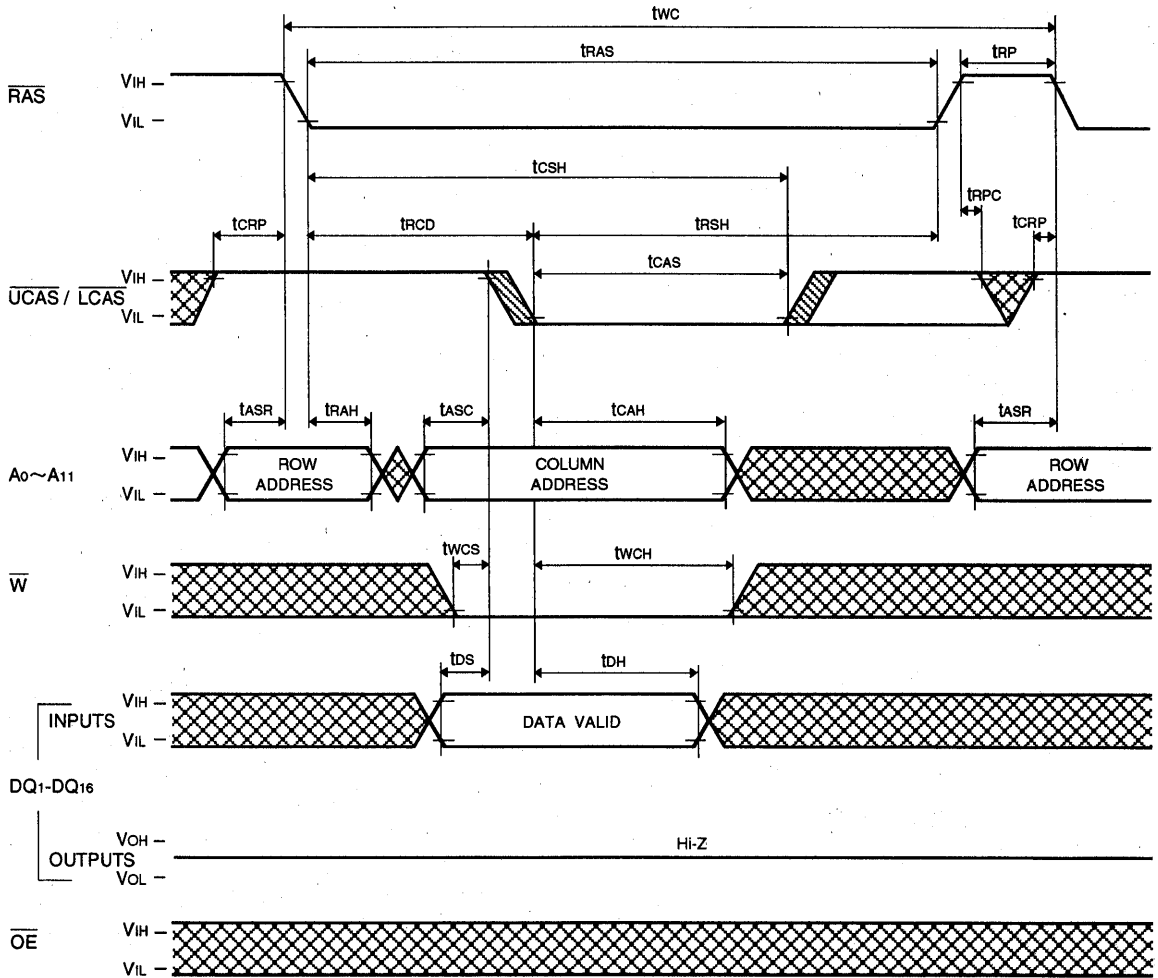 tWC
tRAS
tRP
RAS
VIH
VIL
tCSH
tRPC
tCRP
tRCD
tRSH
tCRP
UCAS / LCAS
VIH
VIL
tCAS
tASR
tRAH
tASC
tCAH
tASR
A0~A11
VIH
VIL
ROW
ADDRESS
COLUMN
ADDRESS
ROW
ADDRESS
tWCS
tWCH
W
VIH
VIL
tDS
tDH
INPUTS
VIH
VIL
DATA VALID
DQ1-DQ16
OUTPUTS
VOH
VOL
Hi-Z
OE
VIH
VIL